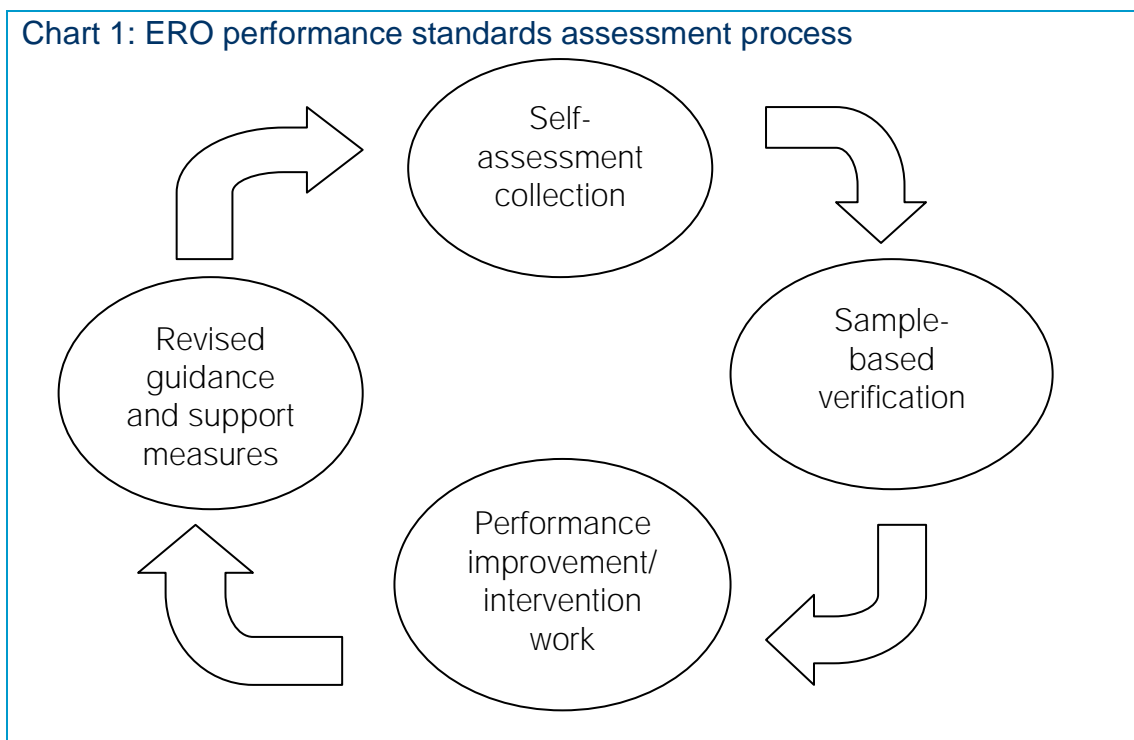 Chart 1: ERO performance standards assessment process
Self-
assessment
collection
Sample-
based
verification
Performance
improvement/
intervention
work
Revised
guidance
and support
measures